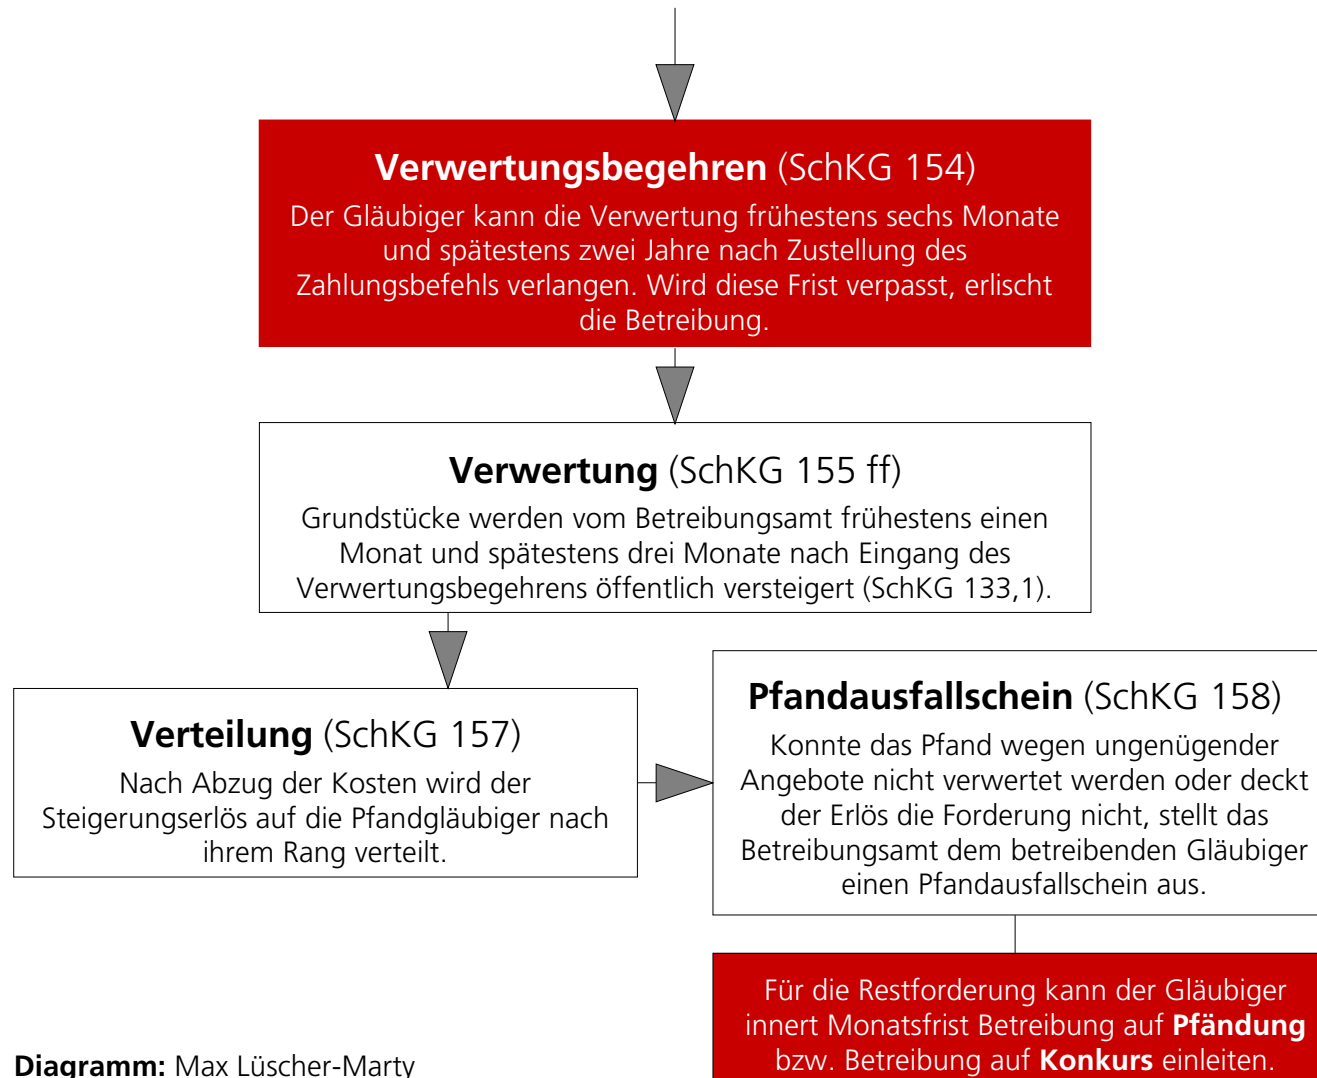 Verwertungsbegehren (SchKG 154)
Der Gläubiger kann die Verwertung frühestens sechs Monate
und spätestens zwei Jahre nach Zustellung des
Zahlungsbefehls verlangen. Wird diese Frist verpasst, erlischt
die Betreibung.
Verwertung (SchKG 155 ff)
Grundstücke werden vom Betreibungsamt frühestens einen
Monat und spätestens drei Monate nach Eingang des
Verwertungsbegehrens öffentlich versteigert (SchKG 133,1).
Verteilung (SchKG 157)
Nach Abzug der Kosten wird der
Steigerungserlös auf die Pfandgläubiger nach
ihrem Rang verteilt.
Pfandausfallschein (SchKG 158)
Konnte das Pfand wegen ungenügender
Angebote nicht verwertet werden oder deckt
der Erlös die Forderung nicht, stellt das
Betreibungsamt dem betreibenden Gläubiger
einen Pfandausfallschein aus.
Für die Restforderung kann der Gläubiger
innert Monatsfrist Betreibung auf Pfändung
bzw. Betreibung auf Konkurs einleiten.
Diagramm: Max Lüscher-Marty